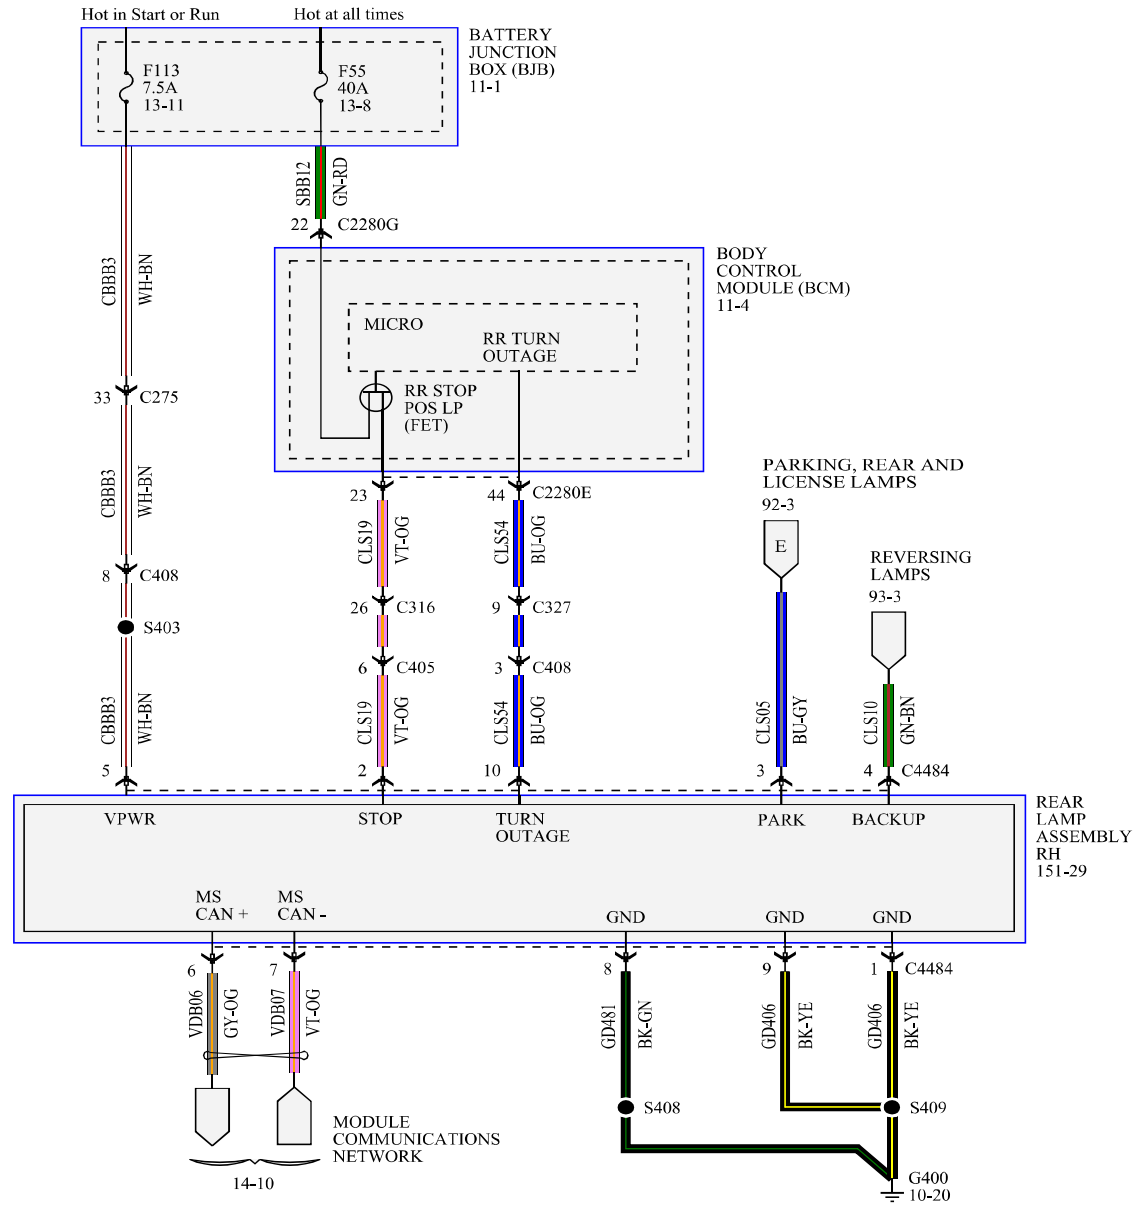 Hot in Start or Run
Hot at all times
BATTERY
JUNCTION
BOX (BJB)
11-1
F113
7.5A
13-11
F55
40A
13-8
SBB12
GN-RD
22
C2280G
BODY
CONTROL
MODULE (BCM)
11-4
MICRO
RR TURN
OUTAGE
RR STOP
POS LP
(FET)
CBBB3
WH-BN
33
C275
CBBB3
WH-BN
8
C408
S403
CBBB3
WH-BN
5
23
44
C2280E
CLS19
VT-OG
CLS54
BU-OG
26
C316
9
C327
6
C405
3
C408
CLS19
VT-OG
CLS54
BU-OG
2
10
PARKING, REAR AND
LICENSE LAMPS
92-3
E
CLS05
BU-GY
3
REVERSING
LAMPS
93-3
CLS10
GN-BN
4
C4484
REAR
LAMP
ASSEMBLY
RH
151-29
VPWR
STOP
TURN
OUTAGE
PARK
BACKUP
MS
CAN +
MS
CAN -
GND
GND
GND
6
7
8
9
1
C4484
VDB06
GY-OG
VDB07
VT-OG
GD481
BK-GN
GD406
BK-YE
GD406
BK-YE
S408
S409
MODULE
COMMUNICATIONS
NETWORK
14-10
G400
10-20